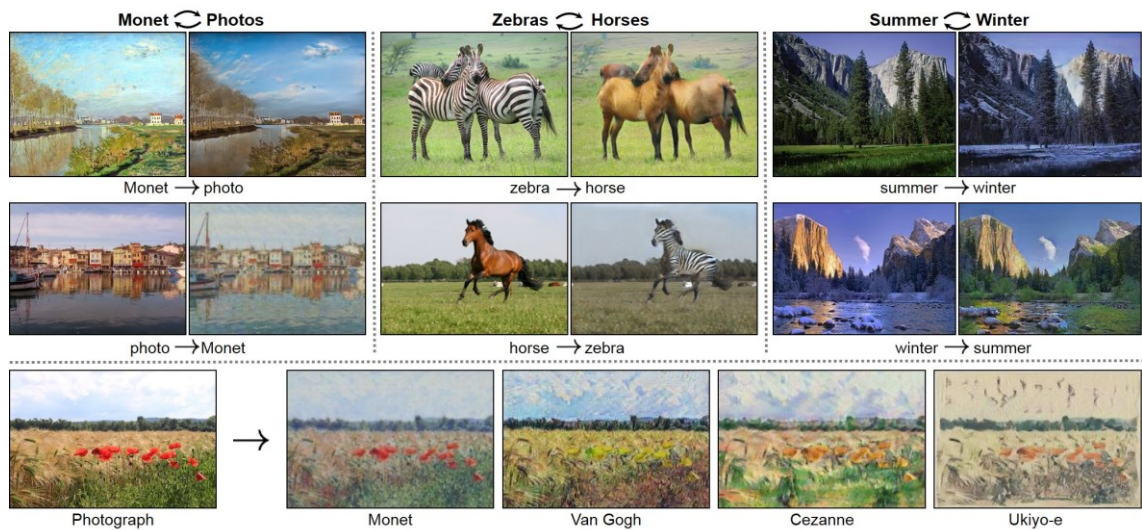 Monet ⇄ Photos
Zebras ⇄ Horses
Summer ⇄ Winter
Monet → photo
zebra → horse
summer → winter
photo → Monet
horse → zebra
winter → summer
Photograph
Monet
Van Gogh
Cezanne
Ukiyo-e